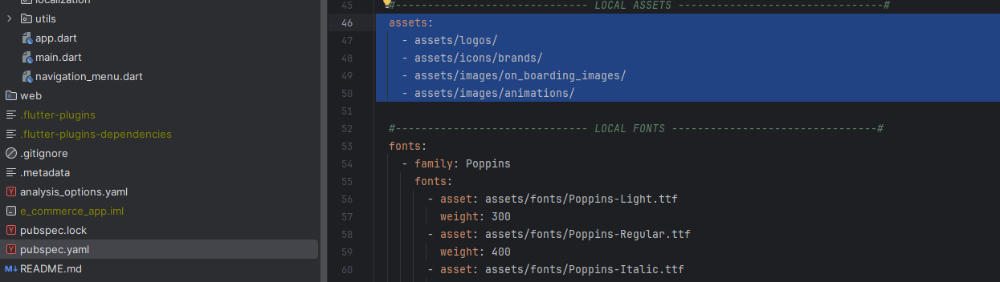 localization
utils
app.dart
main.dart
navigation_menu.dart
web
.flutter-plugins
.flutter-plugins-dependencies
.gitignore
.metadata
analysis_options.yaml
e_commerce_app.iml
pubspec.lock
pubspec.yaml
M↓ README.md
45 #------------------------------ LOCAL ASSETS --------------------------------#
46 assets:
47   - assets/logos/
48   - assets/icons/brands/
49   - assets/images/on_boarding_images/
50   - assets/images/animations/
51
52 #------------------------------ LOCAL FONTS --------------------------------#
53 fonts:
54   - family: Poppins
55     fonts:
56       - asset: assets/fonts/Poppins-Light.ttf
57         weight: 300
58       - asset: assets/fonts/Poppins-Regular.ttf
59         weight: 400
60       - asset: assets/fonts/Poppins-Italic.ttf